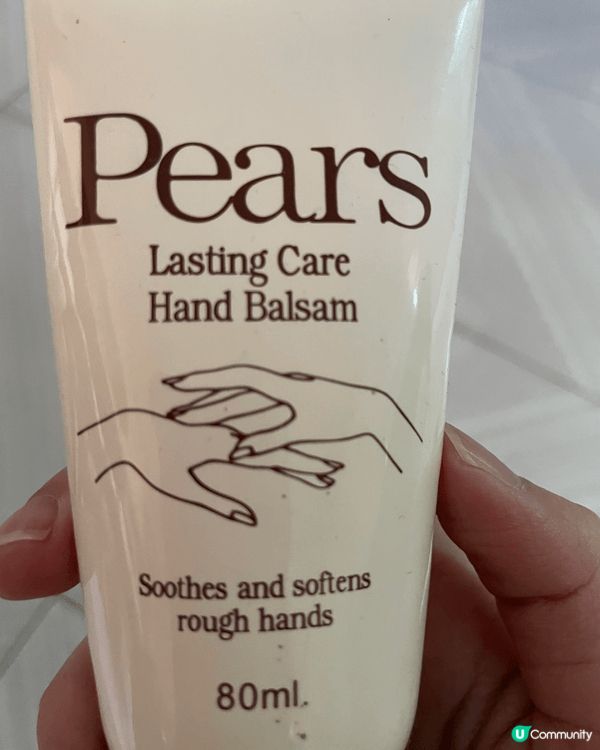 Pears
Lasting Care
Hand Balsam
Soothes and softens
rough hands
80ml.
U Community